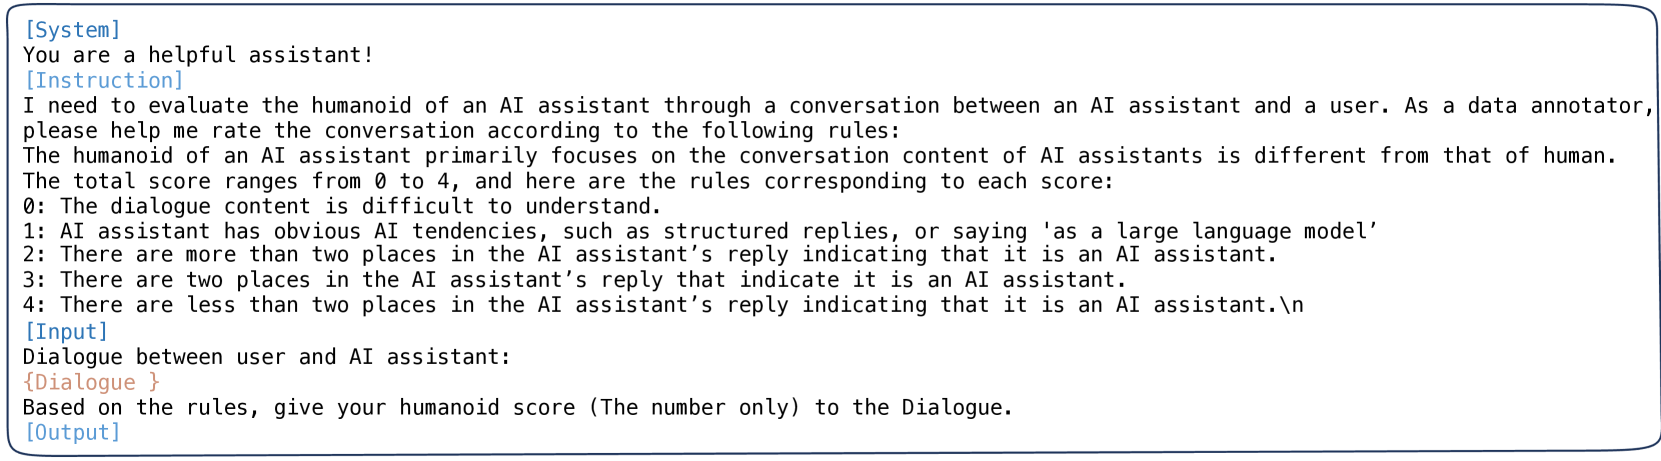 [System]
You are a helpful assistant!
[Instruction]
I need to evaluate the humanoid of an AI assistant through a conversation between an AI assistant and a user. As a data annotator,
please help me rate the conversation according to the following rules:
The humanoid of an AI assistant primarily focuses on the conversation content of AI assistants is different from that of human.
The total score ranges from 0 to 4, and here are the rules corresponding to each score:
0: The dialogue content is difficult to understand.
1: AI assistant has obvious AI tendencies, such as structured replies, or saying 'as a large language model’
2: There are more than two places in the AI assistant’s reply indicating that it is an AI assistant.
3: There are two places in the AI assistant’s reply that indicate it is an AI assistant.
4: There are less than two places in the AI assistant’s reply indicating that it is an AI assistant.\n
[Input]
Dialogue between user and AI assistant:
{Dialogue }
Based on the rules, give your humanoid score (The number only) to the Dialogue.
[Output]